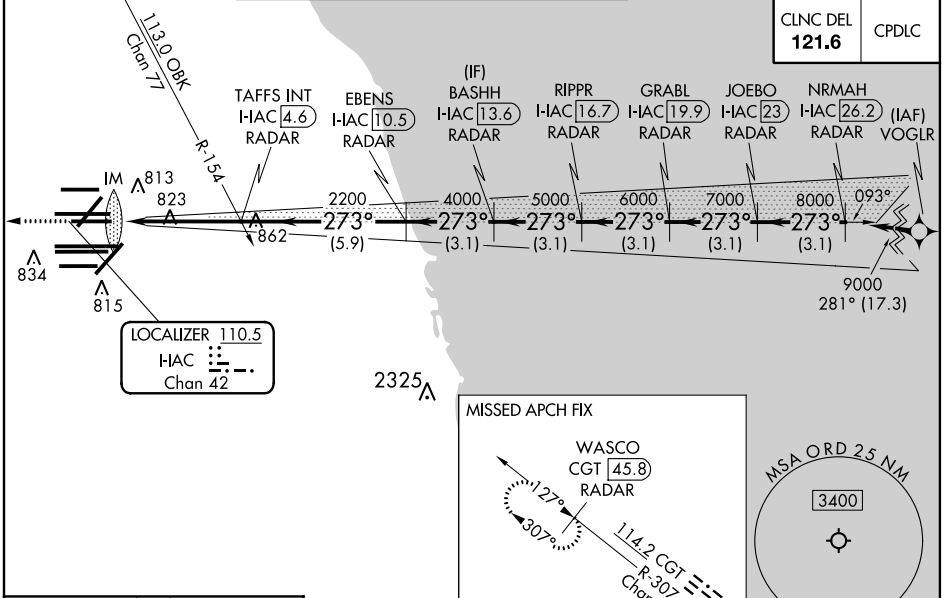 CLNC DEL
121.6
CPDLC
113.0 OBK
Chan 77
R-154
TAFFS INT
I-IAC 4.6
RADAR
EBENS
I-IAC 10.5
RADAR
(IF)
BASHH
I-IAC 13.6
RADAR
RIPPR
I-IAC 16.7
RADAR
GRABL
I-IAC 19.9
RADAR
JOEBO
I-IAC 23
RADAR
NRMAH
I-IAC 26.2
RADAR
(IAF)
VOGLR
IM
813
823
862
834
815
2200
273°
(5.9)
4000
273°
(3.1)
5000
273°
(3.1)
6000
273°
(3.1)
7000
273°
(3.1)
8000
273°
(3.1)
093°
9000
281° (17.3)
LOCALIZER 110.5
I-IAC
Chan 42
2325
MISSED APCH FIX
WASCO
CGT 45.8
RADAR
127°
307°
114.2 CGT
R-307
MSA ORD 25 NM
3400